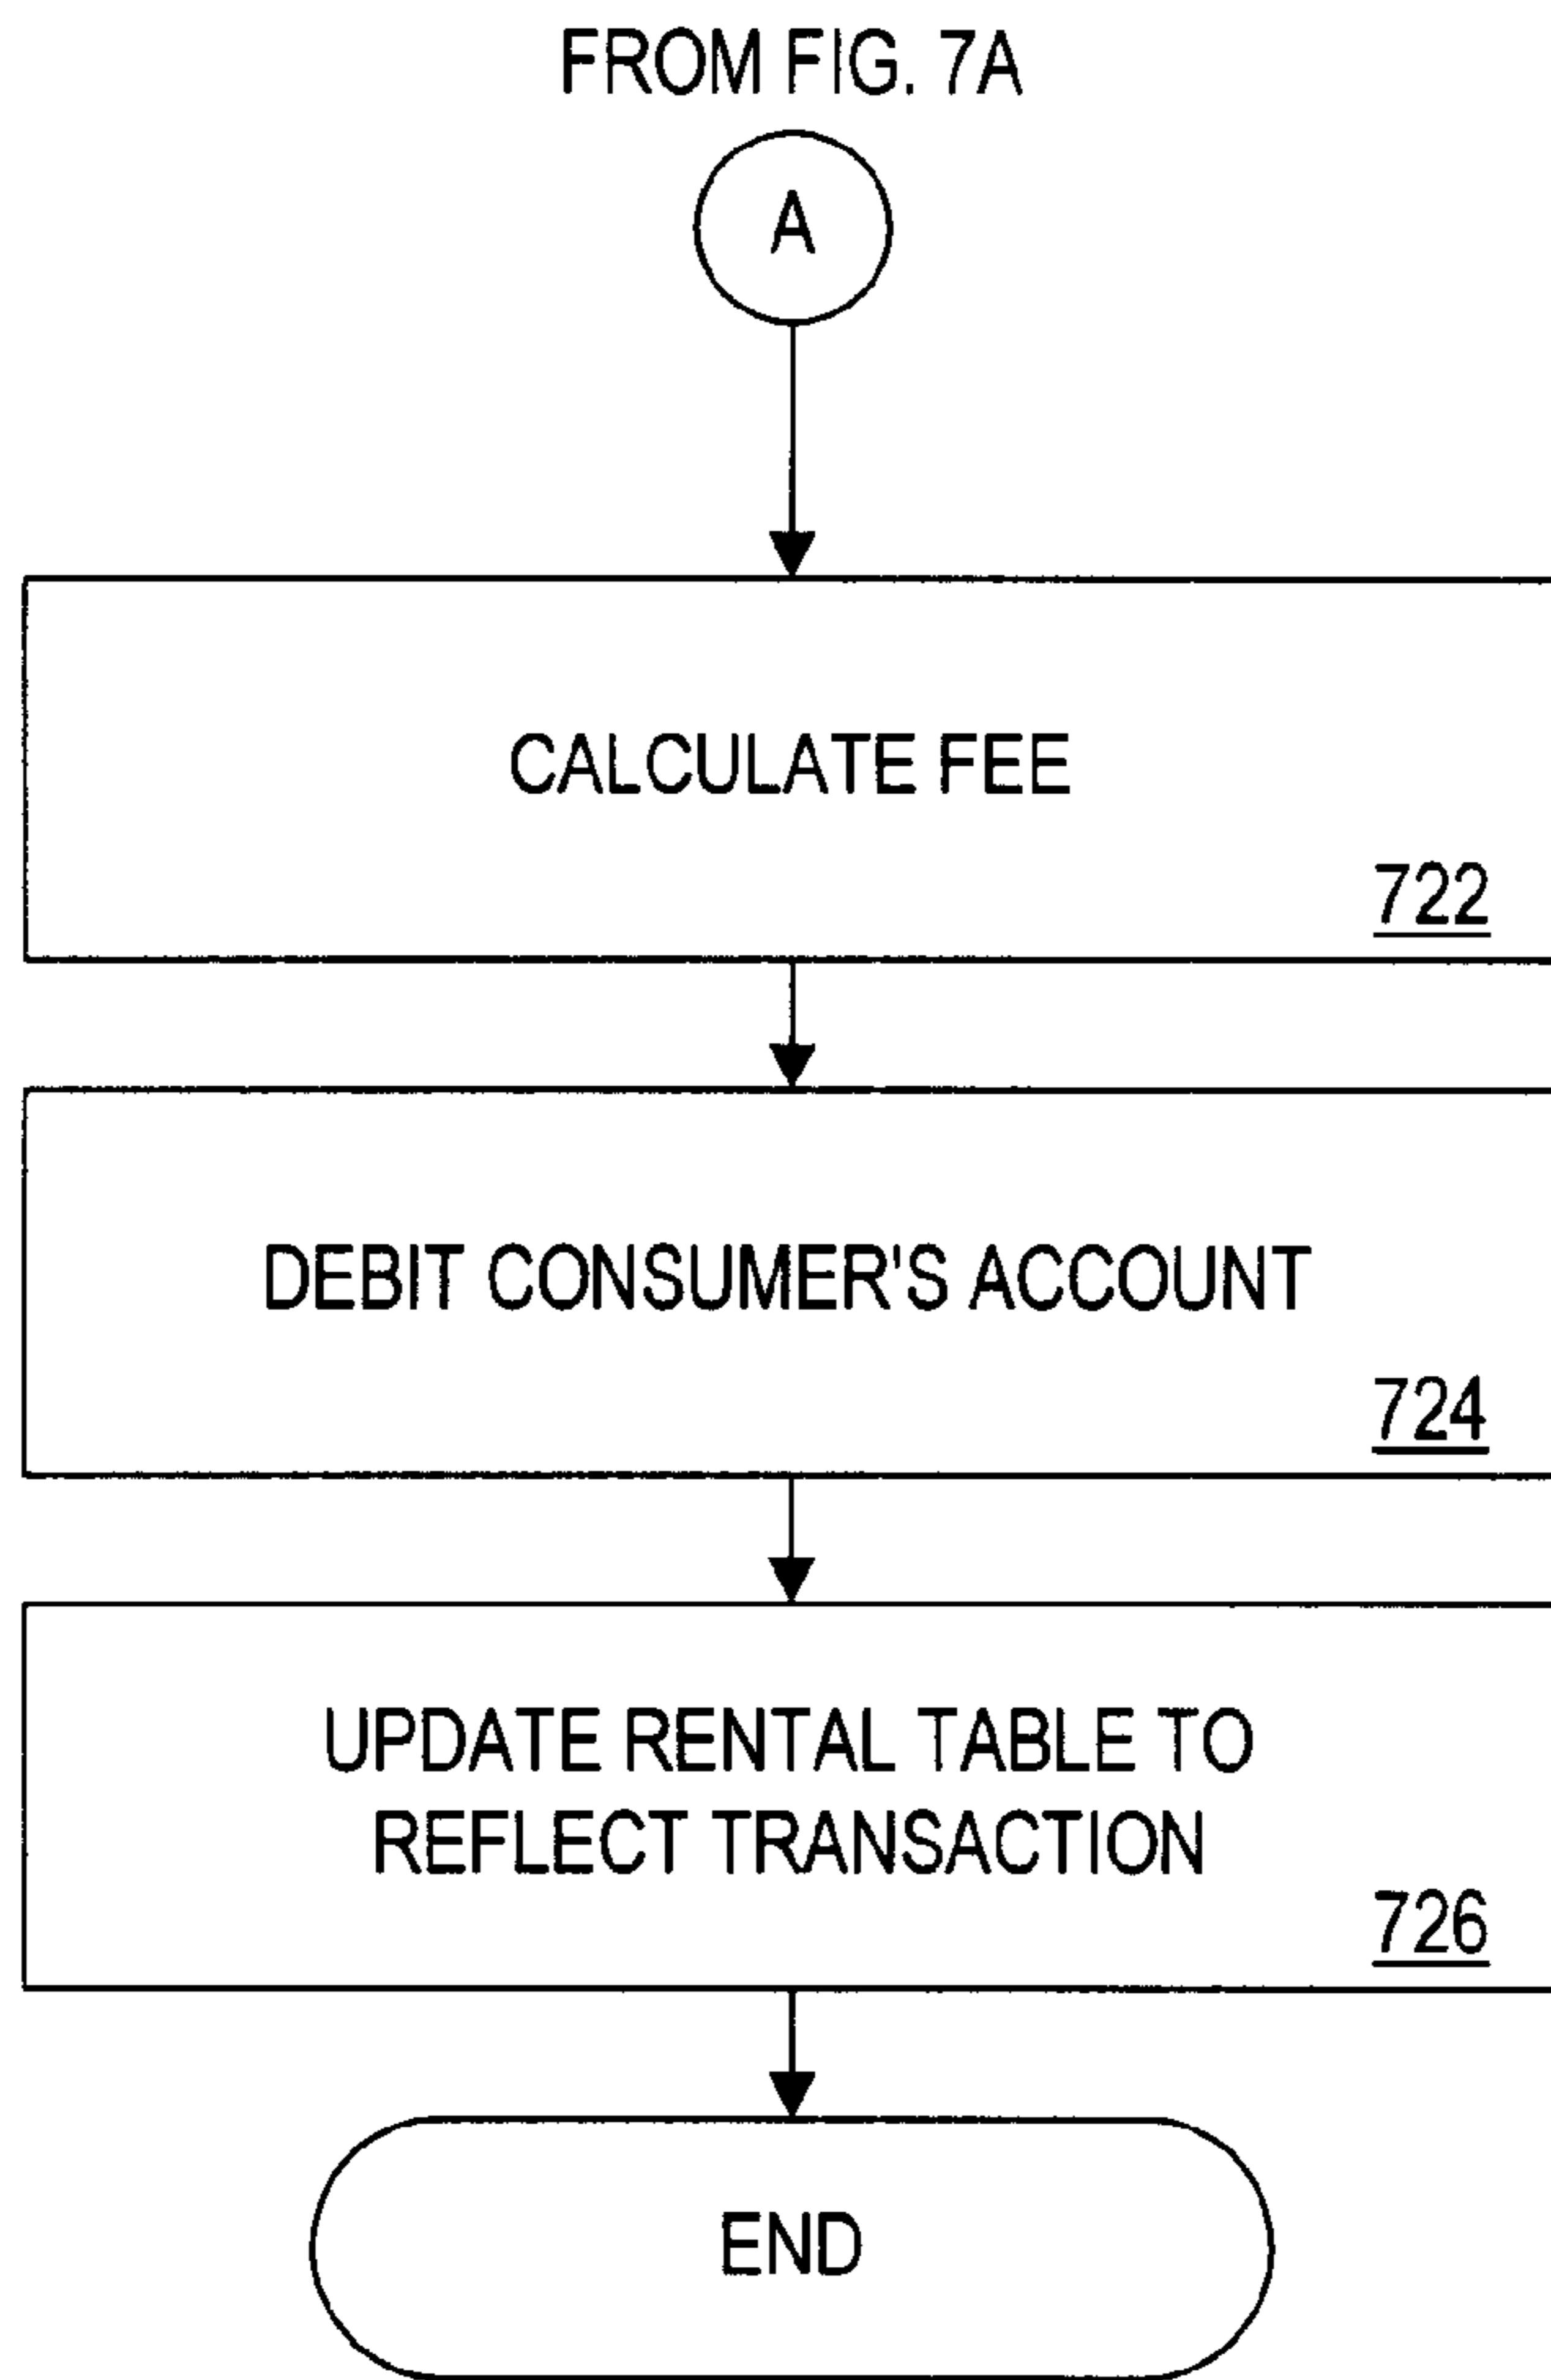 FROM FIG. 7A
A
CALCULATE FEE
722
DEBIT CONSUMER'S ACCOUNT
724
UPDATE RENTAL TABLE TO
REFLECT TRANSACTION
726
END